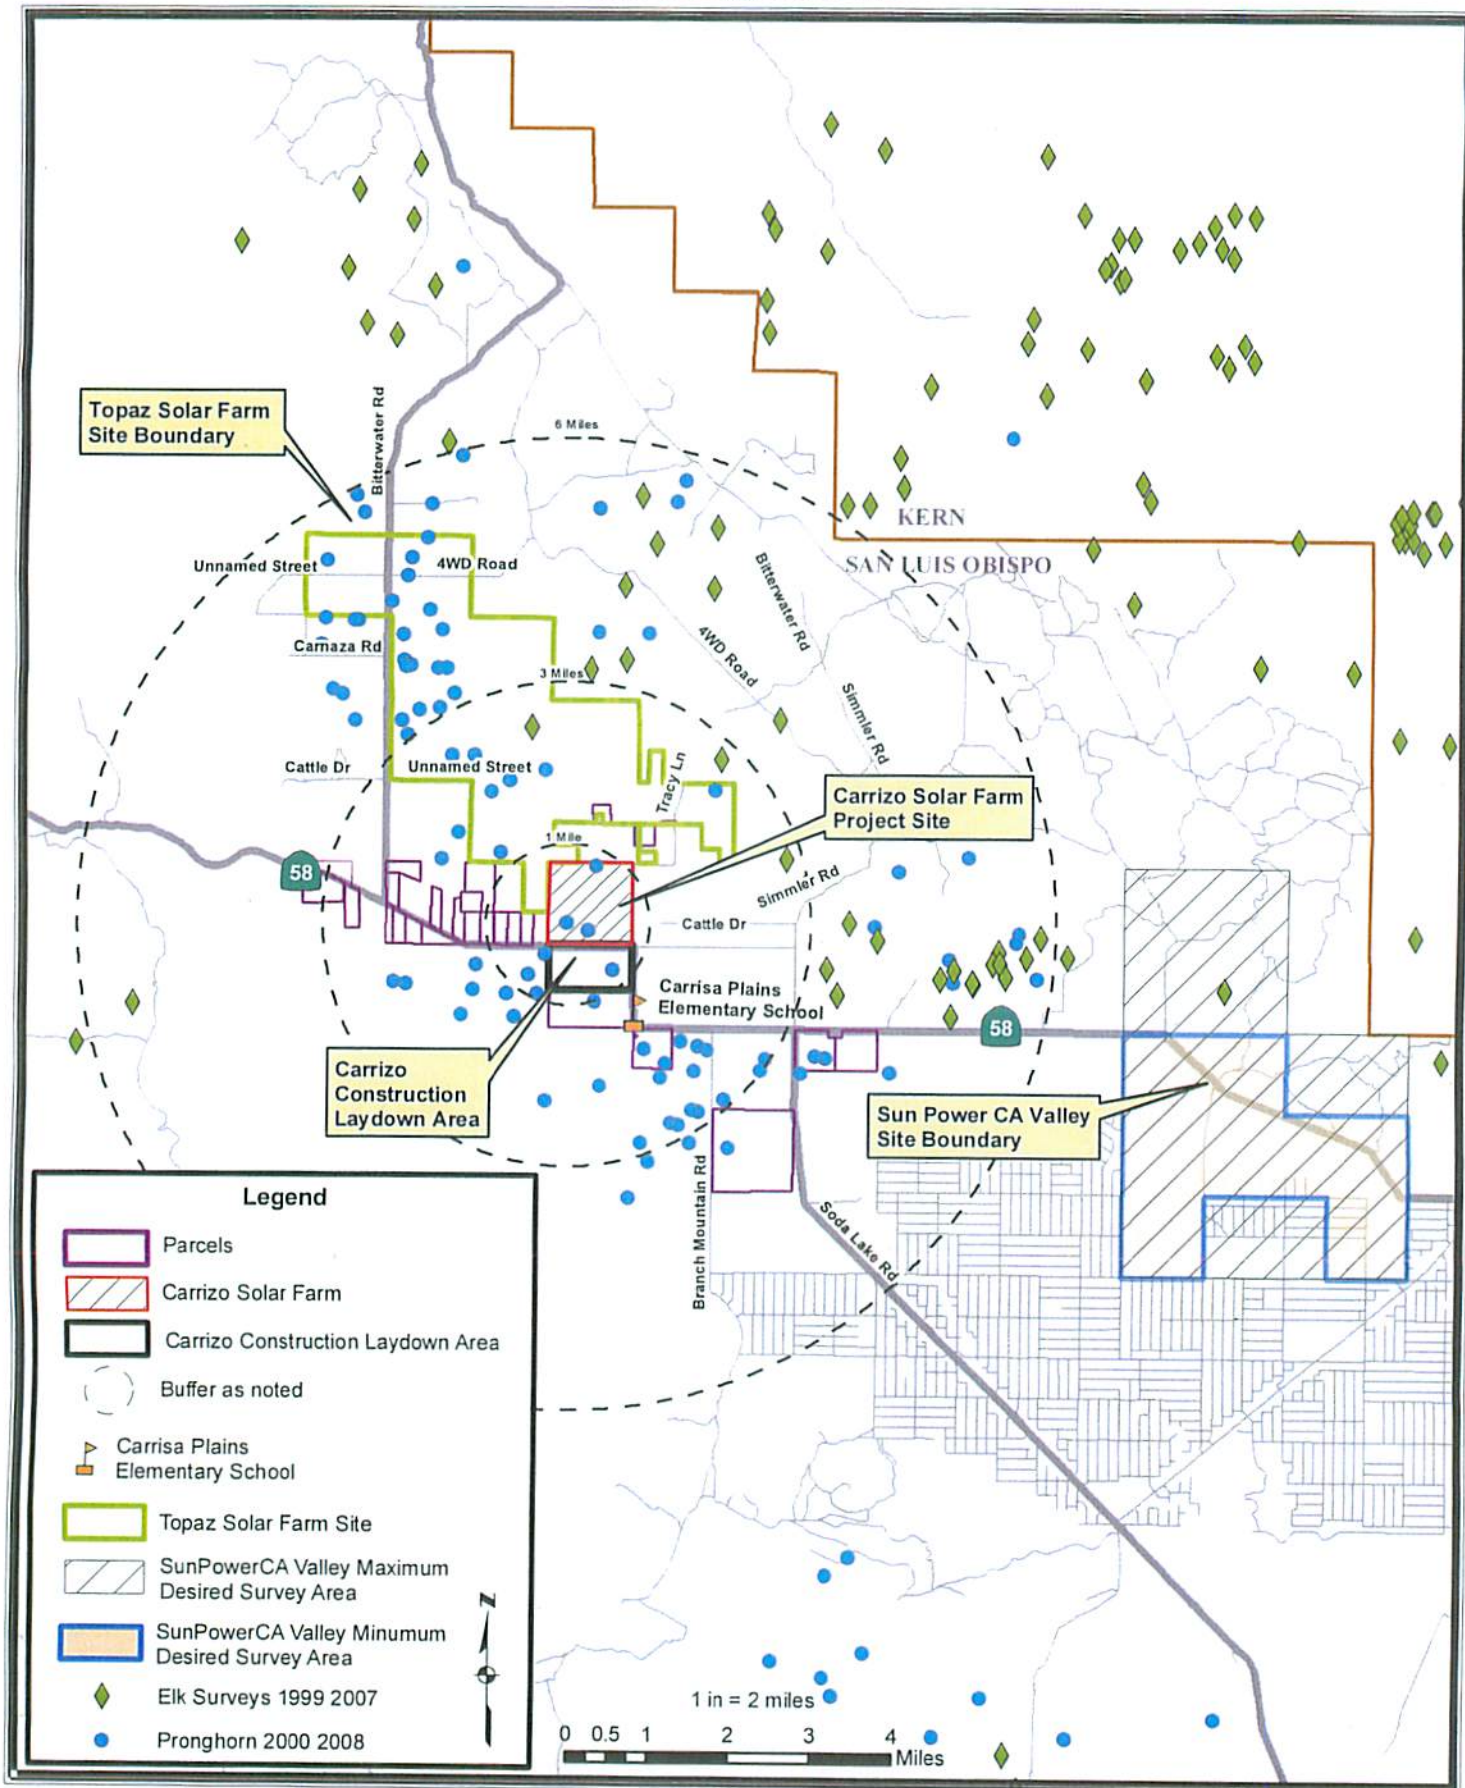 6 Miles
Topaz Solar Farm
Site Boundary
Bitterwater Rd
KERN
SAN LUIS OBISPO
Unnamed Street
4WD Road
Bitterwater Rd
Carnaza Rd
4WD Road
3 Miles
Simmler Rd
Cattle Dr
Unnamed Street
Tracy Ln
Carrizo Solar Farm
Project Site
1 Mile
58
Simmler Rd
Cattle Dr
Carrisa Plains
Elementary School
58
Carrizo
Construction
Laydown Area
Sun Power CA Valley
Site Boundary
Branch Mountain Rd
Soda Lake Rd
Legend
Parcels
Carrizo Solar Farm
Carrizo Construction Laydown Area
Buffer as noted
Carrisa Plains
Elementary School
Topaz Solar Farm Site
SunPowerCA Valley Maximum
Desired Survey Area
SunPowerCA Valley Minumum
Desired Survey Area
Elk Surveys 1999 2007
Pronghorn 2000 2008
N
1 in = 2 miles
0 0.5 1 2 3 4
Miles